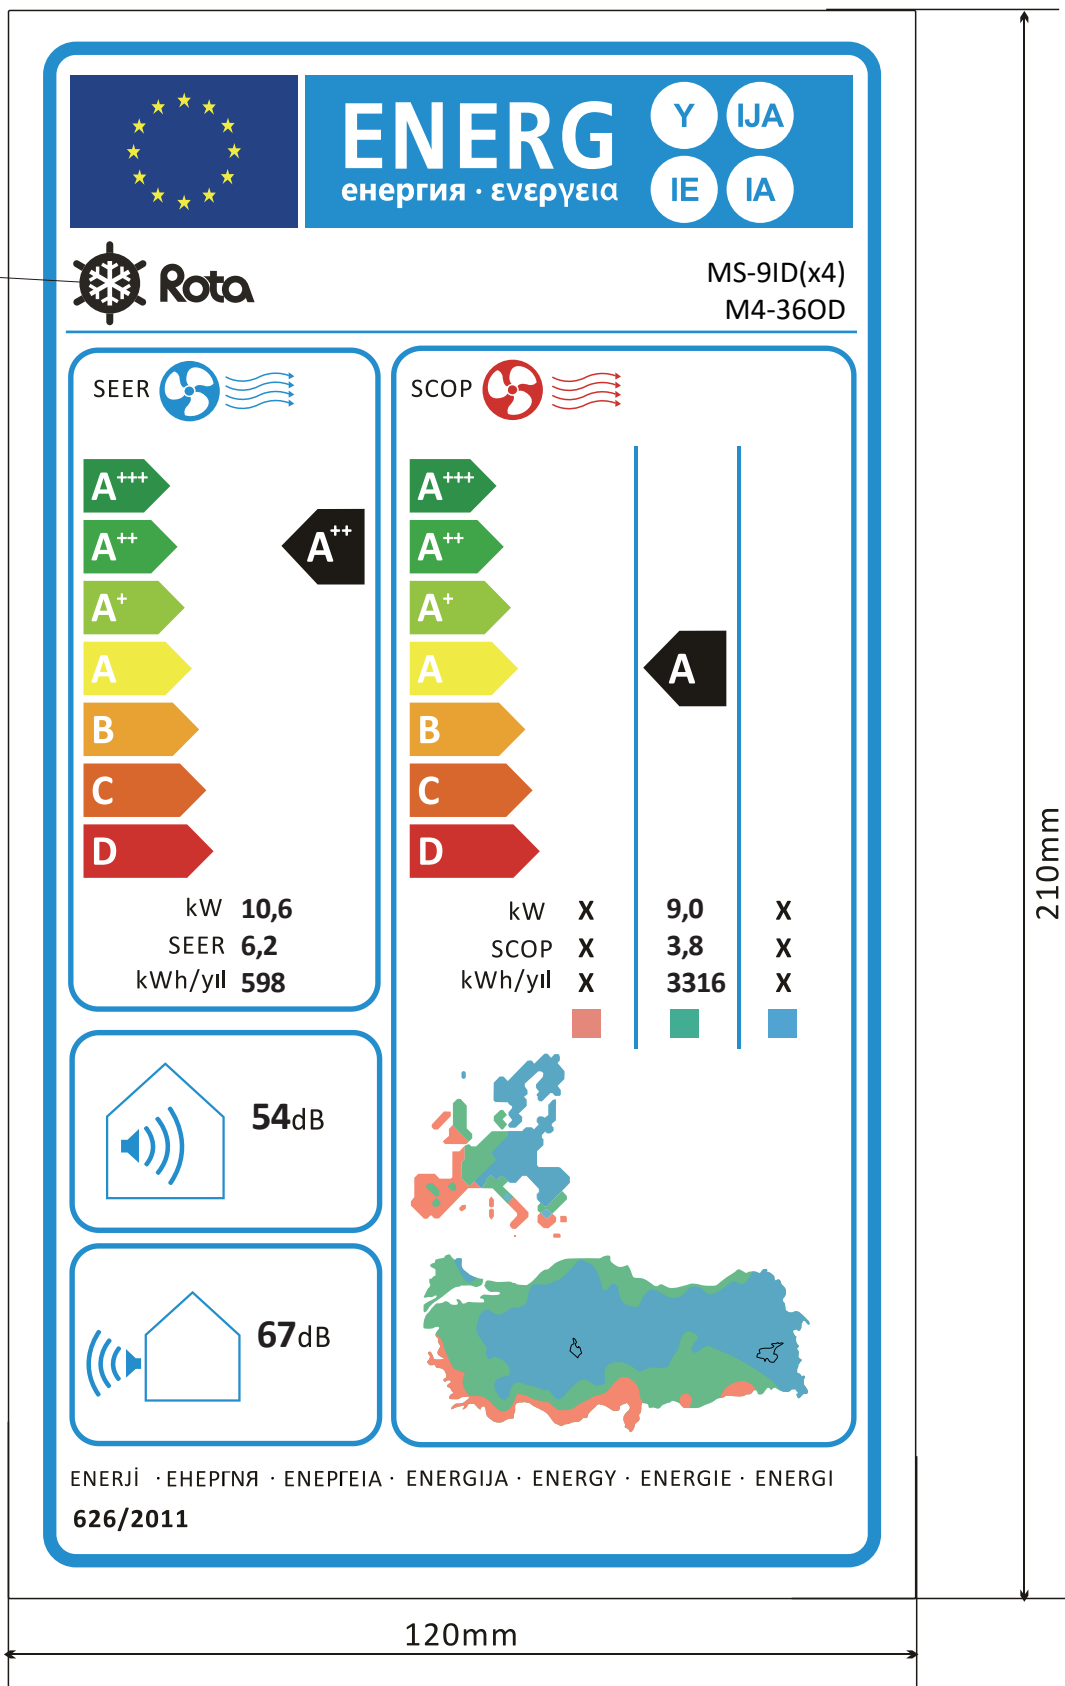 ENERG
енергия · ενεργεια
Y IJA
IE IA
Rota
MS-9ID(x4)
M4-36OD
SEER
A+++
A++
A+
A
B
C
D
A++
kW 10,6
SEER 6,2
kWh/yıl 598
SCOP
A+++
A++
A+
A
B
C
D
A
kW X 9,0 X
SCOP X 3,8 X
kWh/yıl X 3316 X
54dB
67dB
ENERJİ · ЕНЕРГNЯ · ΕΝΕΡΓΕΙΑ · ENERGIJA · ENERGY · ENERGIE · ENERGI
626/2011
210mm
120mm